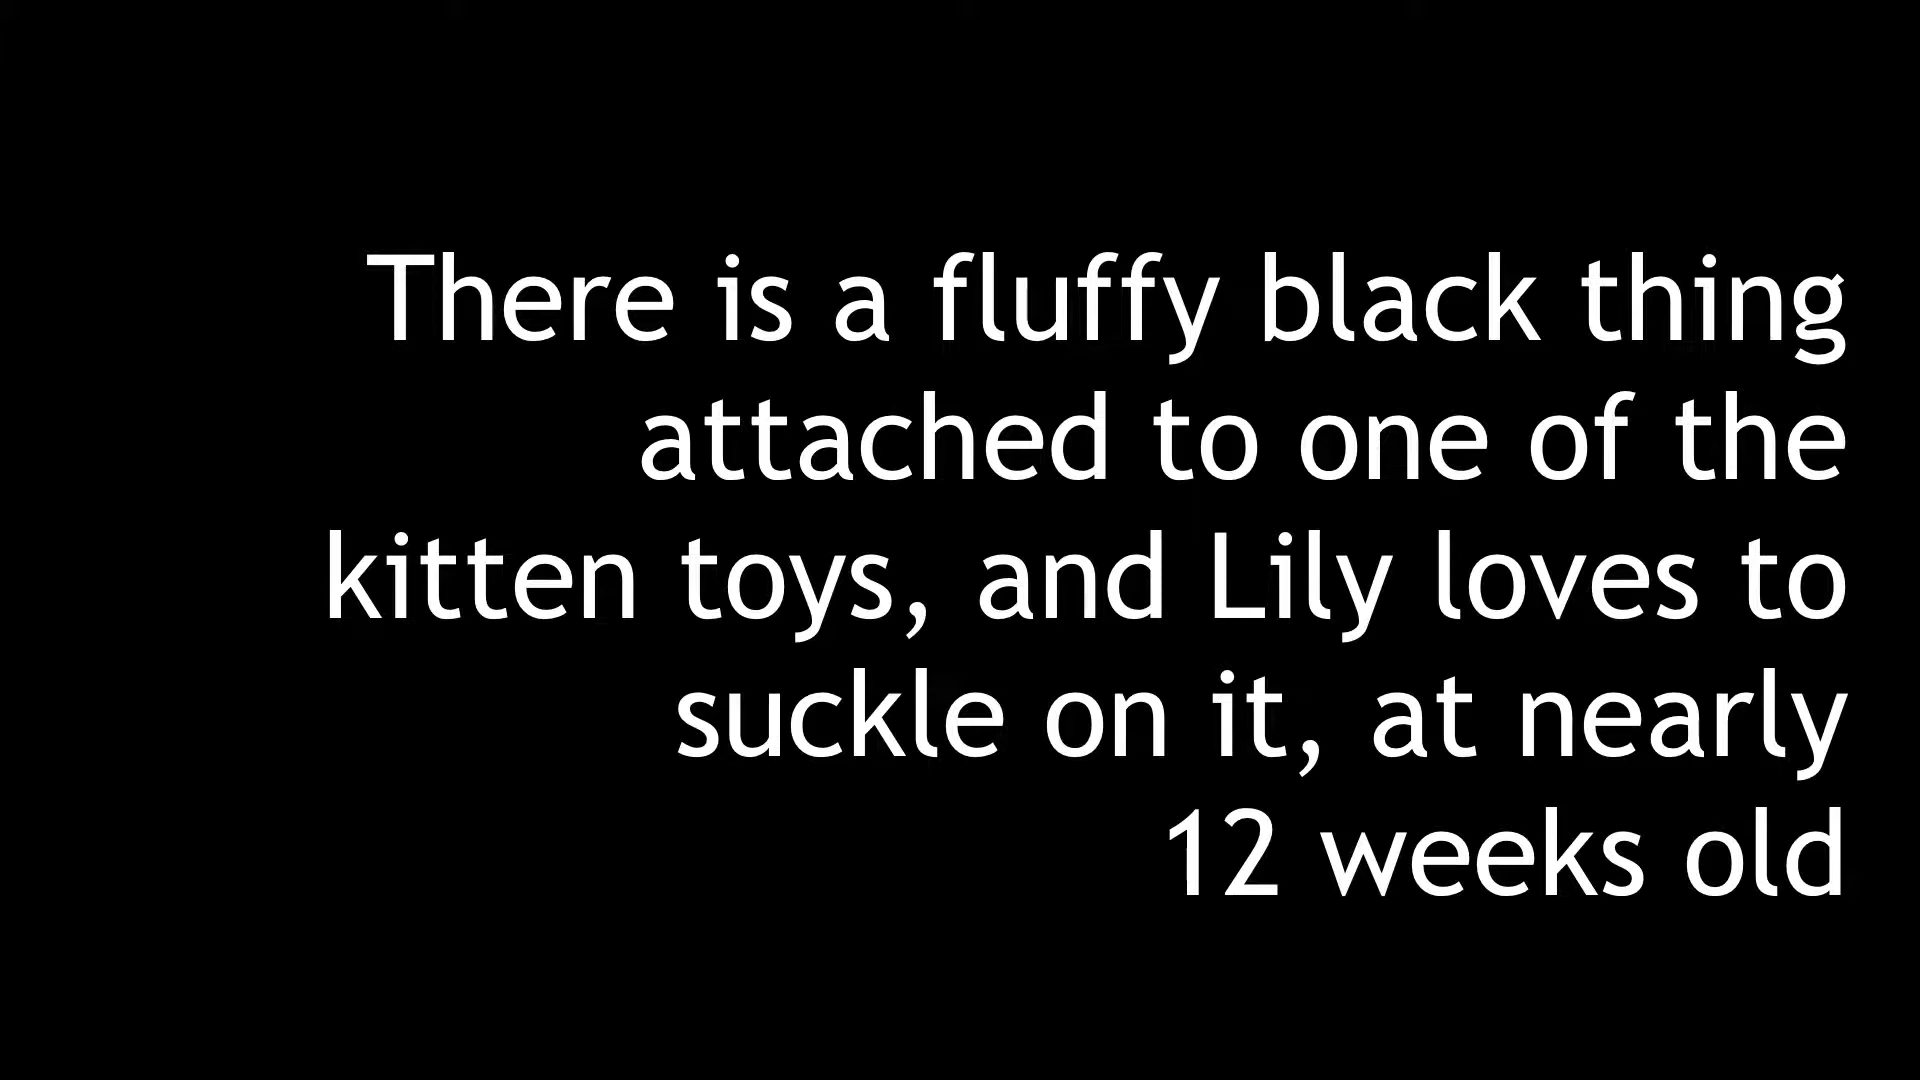 There is a fluffy black thing
attached to one of the
kitten toys, and Lily loves to
suckle on it, at nearly
12 weeks old